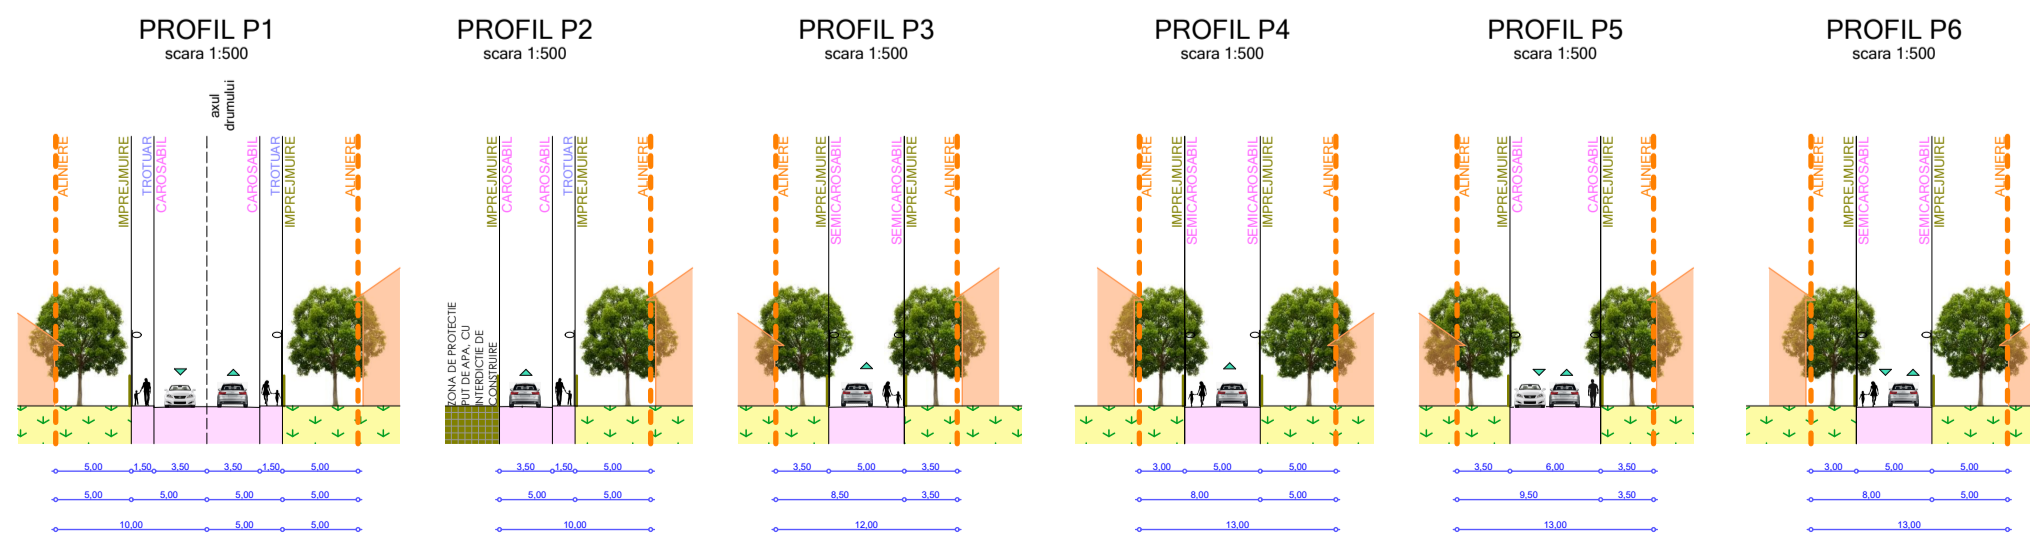 PROFIL P1
scara 1:500
axul
drumului
ALINIERE
IMPREJMUIRE
TROTUAR
CAROSABIL
CAROSABIL
TROTUAR
IMPREJMUIRE
ALINIERE
5,00 1,50 3,50 3,50 1,50 5,00
5,00 5,00 5,00 5,00
10,00 5,00 5,00
PROFIL P2
scara 1:500
ZONA DE PROTECTIE
PUT DE APA, CU
INTERDICTIE DE
CONSTRUIRE
IMPREJMUIRE
CAROSABIL
CAROSABIL
TROTUAR
IMPREJMUIRE
ALINIERE
3,50 1,50 5,00
5,00 5,00
10,00
PROFIL P3
scara 1:500
ALINIERE
IMPREJMUIRE
SEMICAROSABIL
SEMICAROSABIL
IMPREJMUIRE
ALINIERE
3,50 5,00 3,50
8,50 3,50
12,00
PROFIL P4
scara 1:500
ALINIERE
IMPREJMUIRE
SEMICAROSABIL
SEMICAROSABIL
IMPREJMUIRE
ALINIERE
3,00 5,00 5,00
8,00 5,00
13,00
PROFIL P5
scara 1:500
ALINIERE
IMPREJMUIRE
CAROSABIL
CAROSABIL
IMPREJMUIRE
ALINIERE
3,50 6,00 3,50
9,50 3,50
13,00
PROFIL P6
scara 1:500
ALINIERE
IMPREJMUIRE
SEMICAROSABIL
SEMICAROSABIL
IMPREJMUIRE
ALINIERE
3,00 5,00 5,00
8,00 5,00
13,00